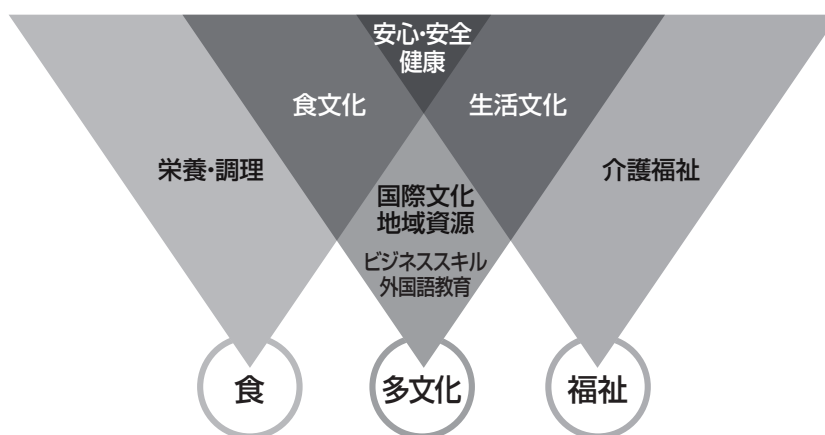 安心・安全
健康
食文化
生活文化
栄養・調理
介護福祉
国際文化
地域資源
ビジネススキル
外国語教育
食
多文化
福祉